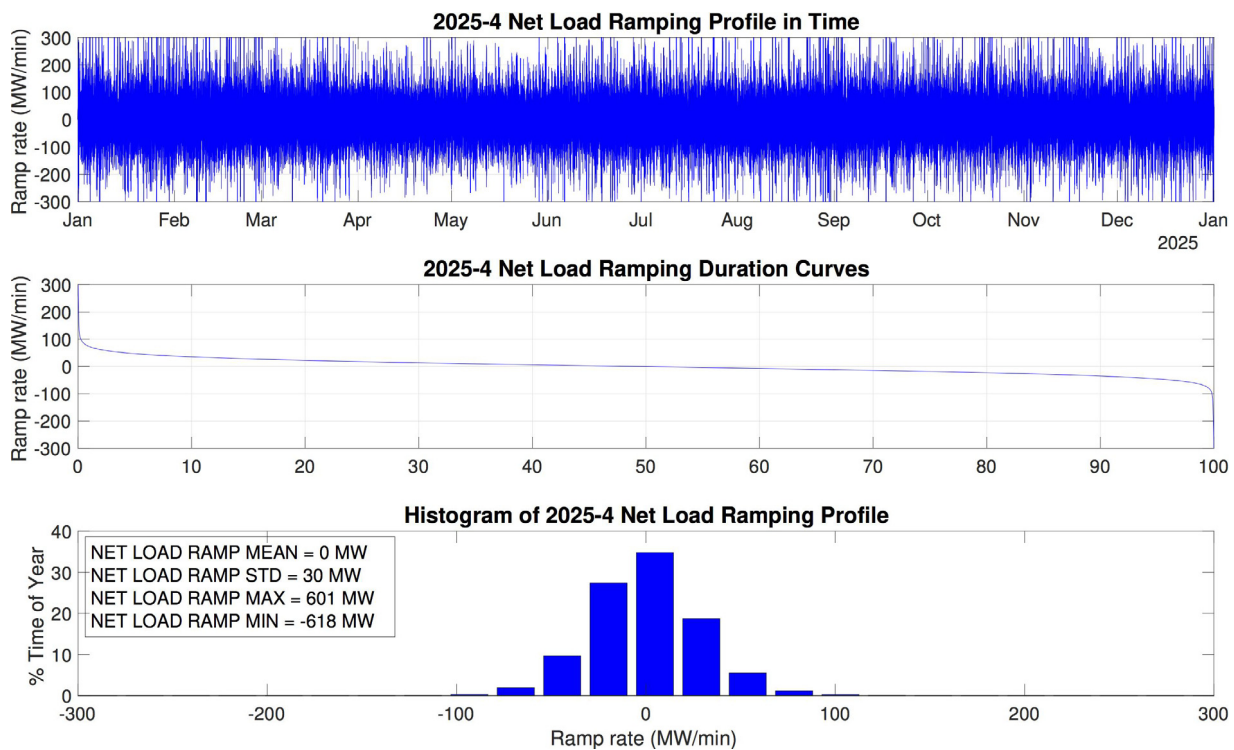 2025-4 Net Load Ramping Profile in Time
Ramp rate (MW/min)
300
200
100
0
-100
-200
-300
Jan Feb Mar Apr May Jun Jul Aug Sep Oct Nov Dec Jan
2025
2025-4 Net Load Ramping Duration Curves
Ramp rate (MW/min)
300
200
100
0
-100
-200
-300
0 10 20 30 40 50 60 70 80 90 100
Histogram of 2025-4 Net Load Ramping Profile
% Time of Year
40
30
20
10
0
NET LOAD RAMP MEAN = 0 MW
NET LOAD RAMP STD = 30 MW
NET LOAD RAMP MAX = 601 MW
NET LOAD RAMP MIN = -618 MW
-300 -200 -100 0 100 200 300
Ramp rate (MW/min)